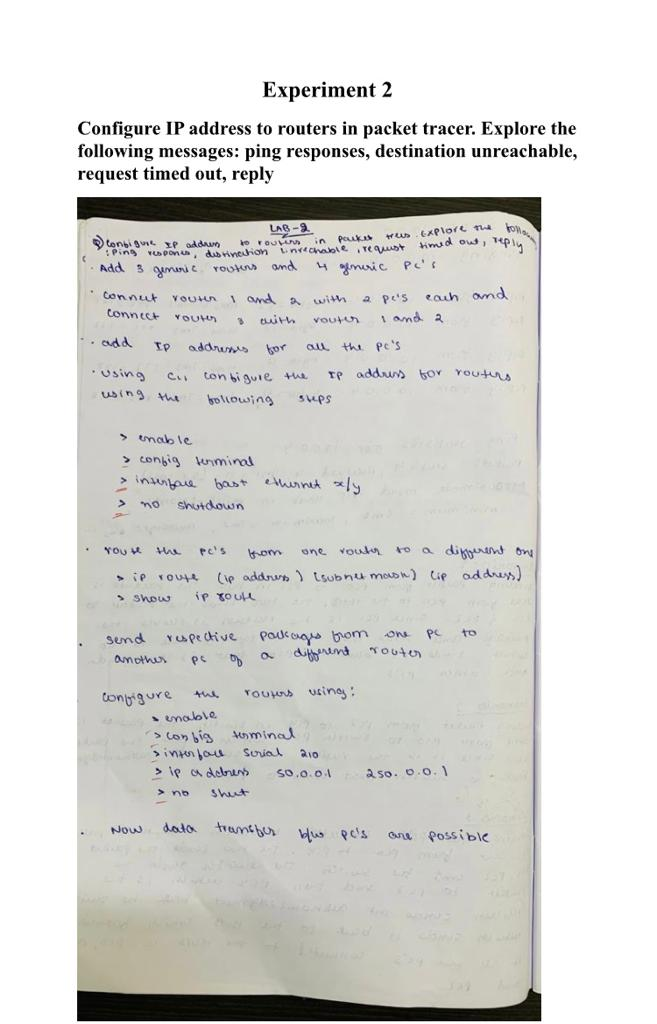 Experiment 2
Configure IP address to routers in packet tracer. Explore the
following messages: ping responses, destination unreachable,
request timed out, reply
LAB-2
Q) Configure IP address to routers in packet trecs. Explore the follow
: Ping respones, distination Unrechable, request timed out, reply
· Add 3 generic routers and 4 generic PC's
· connect router 1 and 2 with 2 pc's each and
connect router 3 with router 1 and 2
· add Ip addresses for all the pc's
· using CLI configure the IP address for routers
using the following steps
> enable
> config terminal
> interface fast ethernet x/y
> no shutdown
· route the pc's from one router to a different one
> ip route (ip address) (subnet mask) (ip address)
> show ip route
· send respective packages from one pc to
another pc of a different router
configure the routers using:
> enable
> config terminal
> interface serial 210
> ip address 50.0.0.1 250.0.0.1
> no shut
· Now data transfer b/w pc's are possible